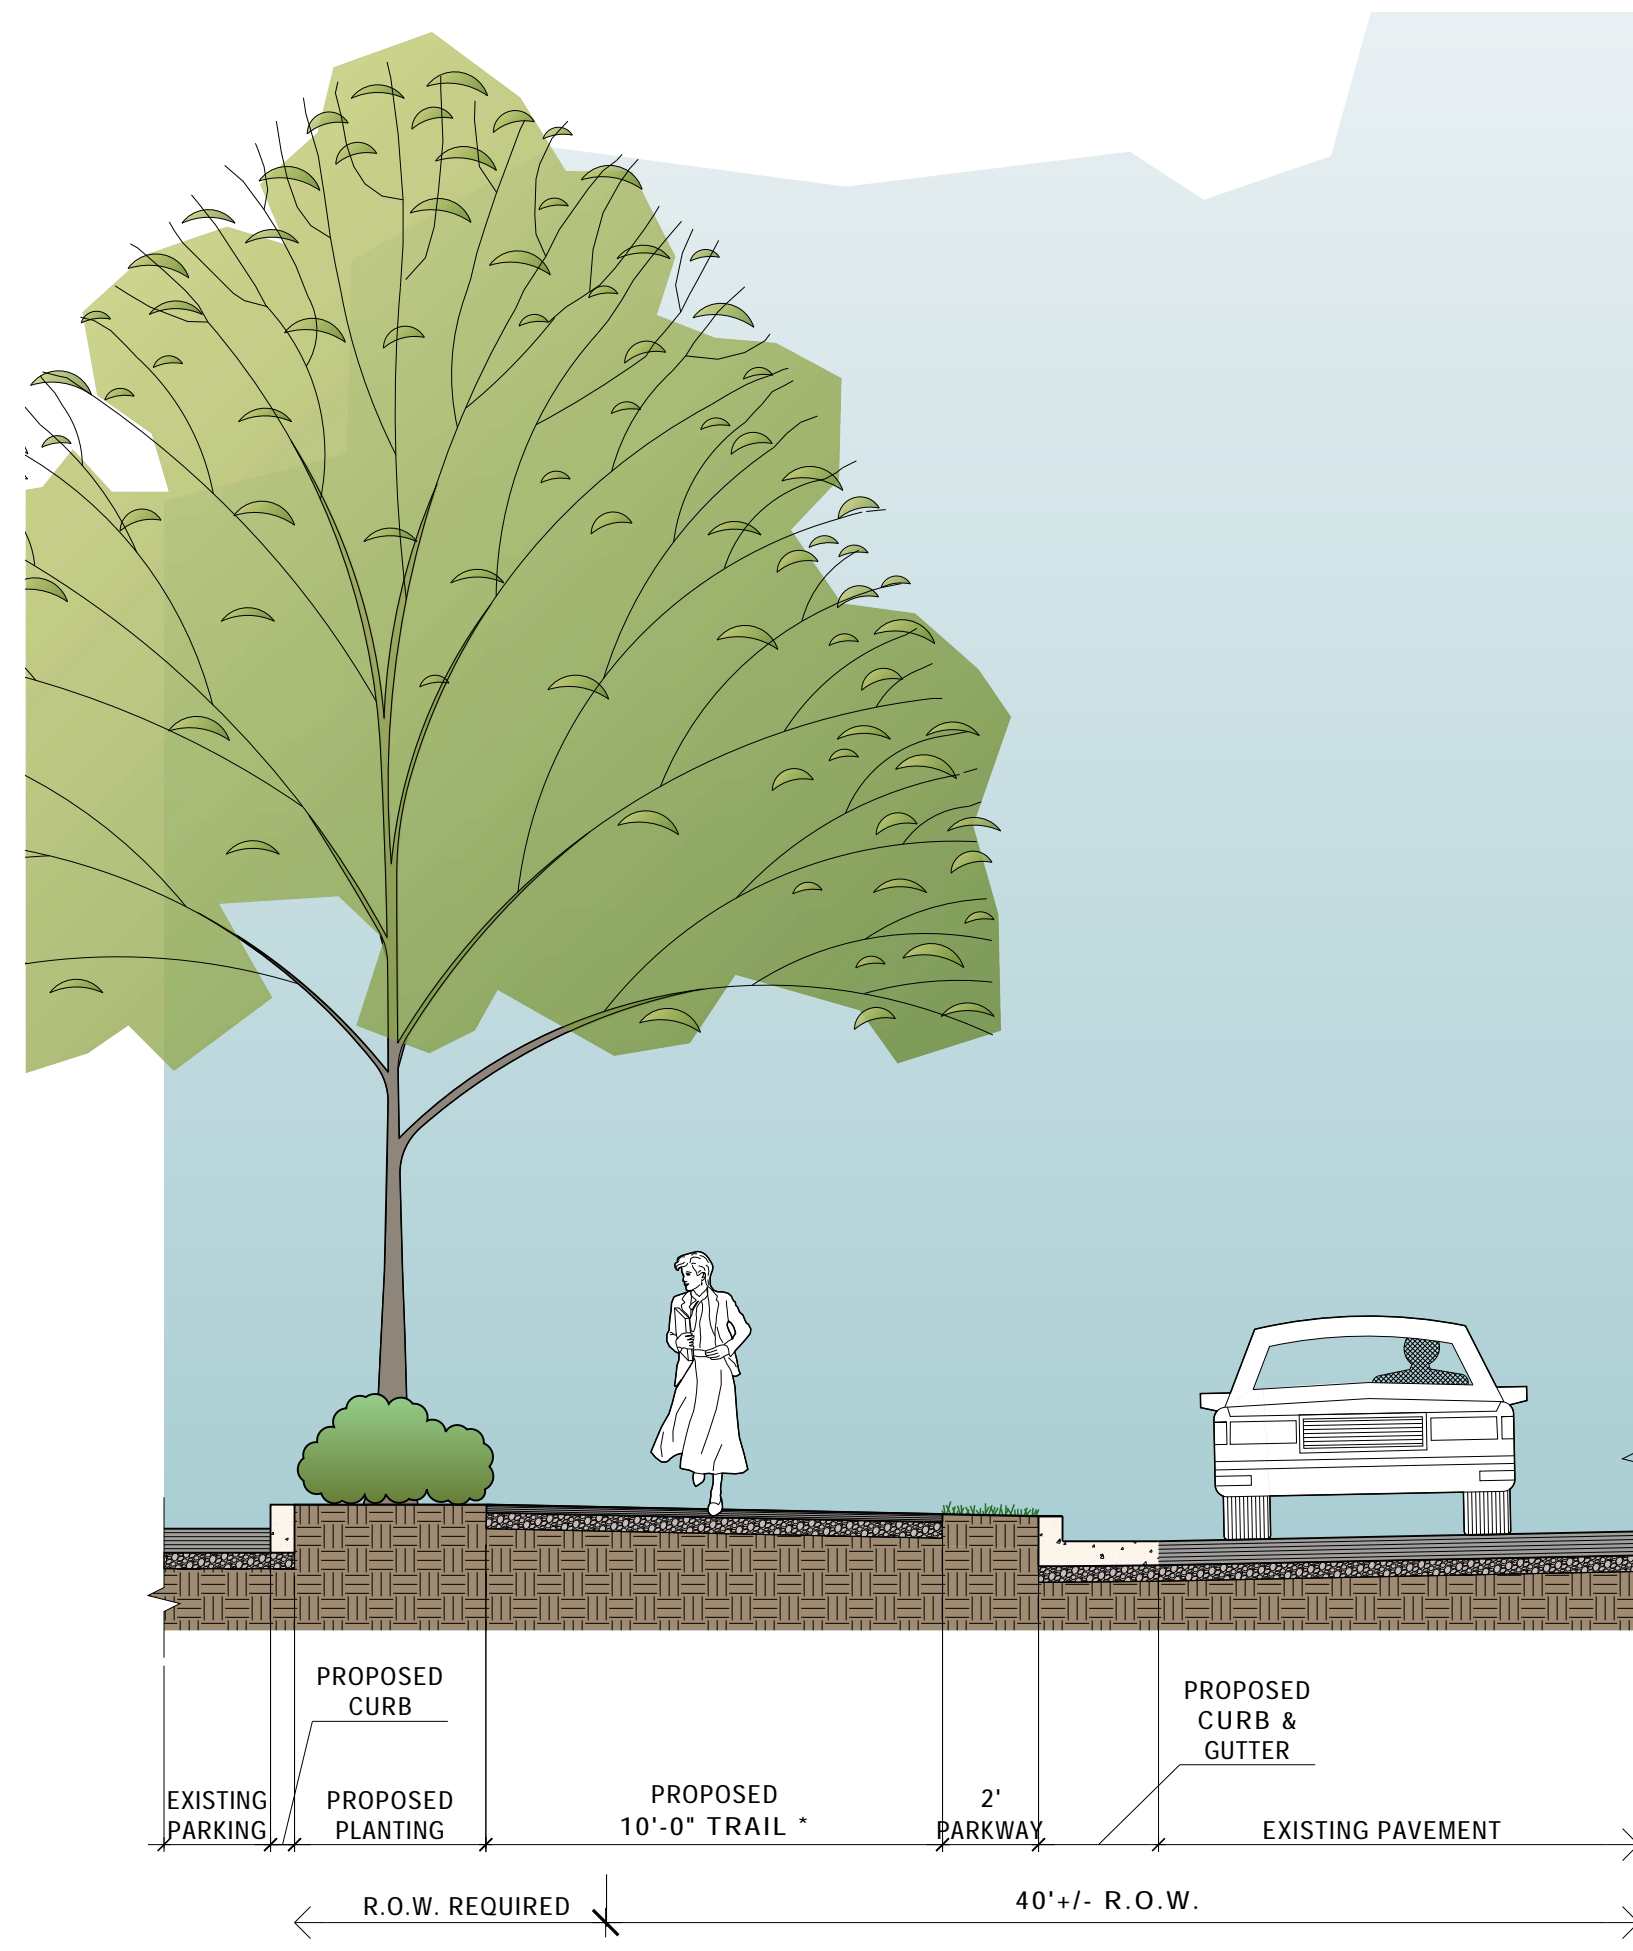 PROPOSED
CURB
PROPOSED
CURB &
GUTTER
EXISTING
PARKING
PROPOSED
PLANTING
PROPOSED
10'-0" TRAIL *
2'
PARKWAY
EXISTING PAVEMENT
R.O.W. REQUIRED
40'+/- R.O.W.